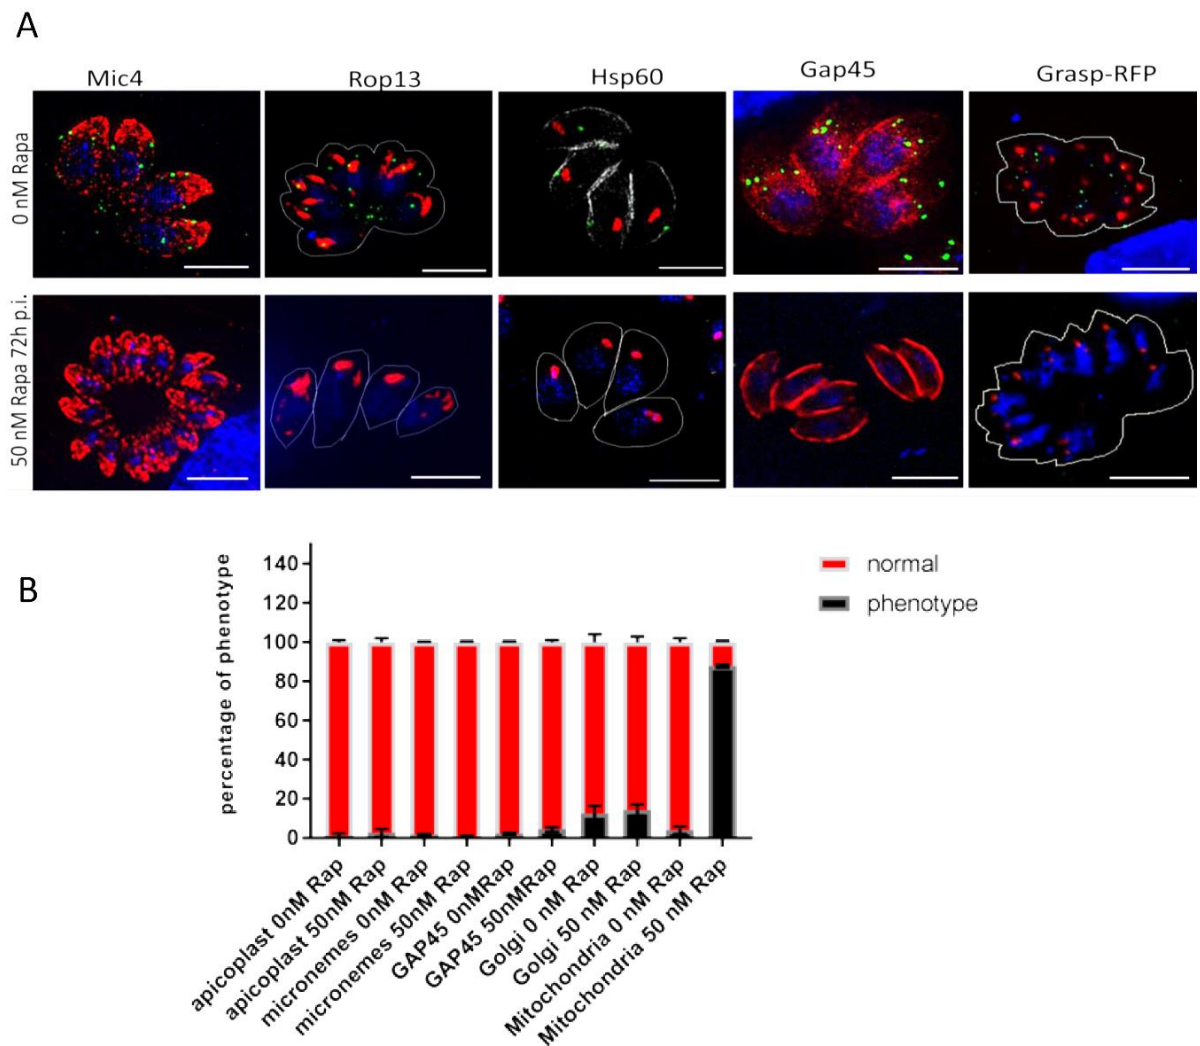 A
Mic4
Rop13
Hsp60
Gap45
Grasp-RFP
0 nM Rapa
50 nM Rapa 72h p.i.
B
percentage of phenotype
140
120
100
80
60
40
20
0
normal
phenotype
apicoplast 0nM Rap
apicoplast 50nM Rap
micronemes 0nM Rap
micronemes 50nM Rap
GAP45 0nMRap
GAP45 50nMRap
Golgi 0 nM Rap
Golgi 50 nM Rap
Mitochondria 0 nM Rap
Mitochondria 50 nM Rap